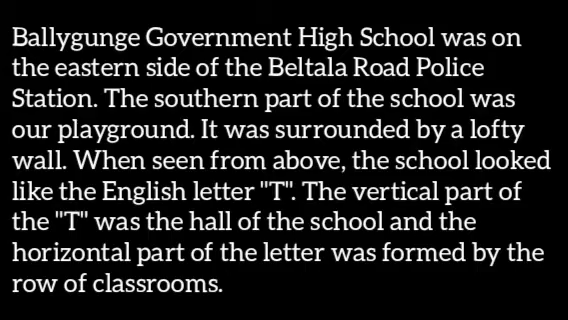 Ballygunge Government High School was on
the eastern side of the Beltala Road Police
Station. The southern part of the school was
our playground. It was surrounded by a lofty
wall. When seen from above, the school looked
like the English letter "T". The vertical part of
the "T" was the hall of the school and the
horizontal part of the letter was formed by the
row of classrooms.